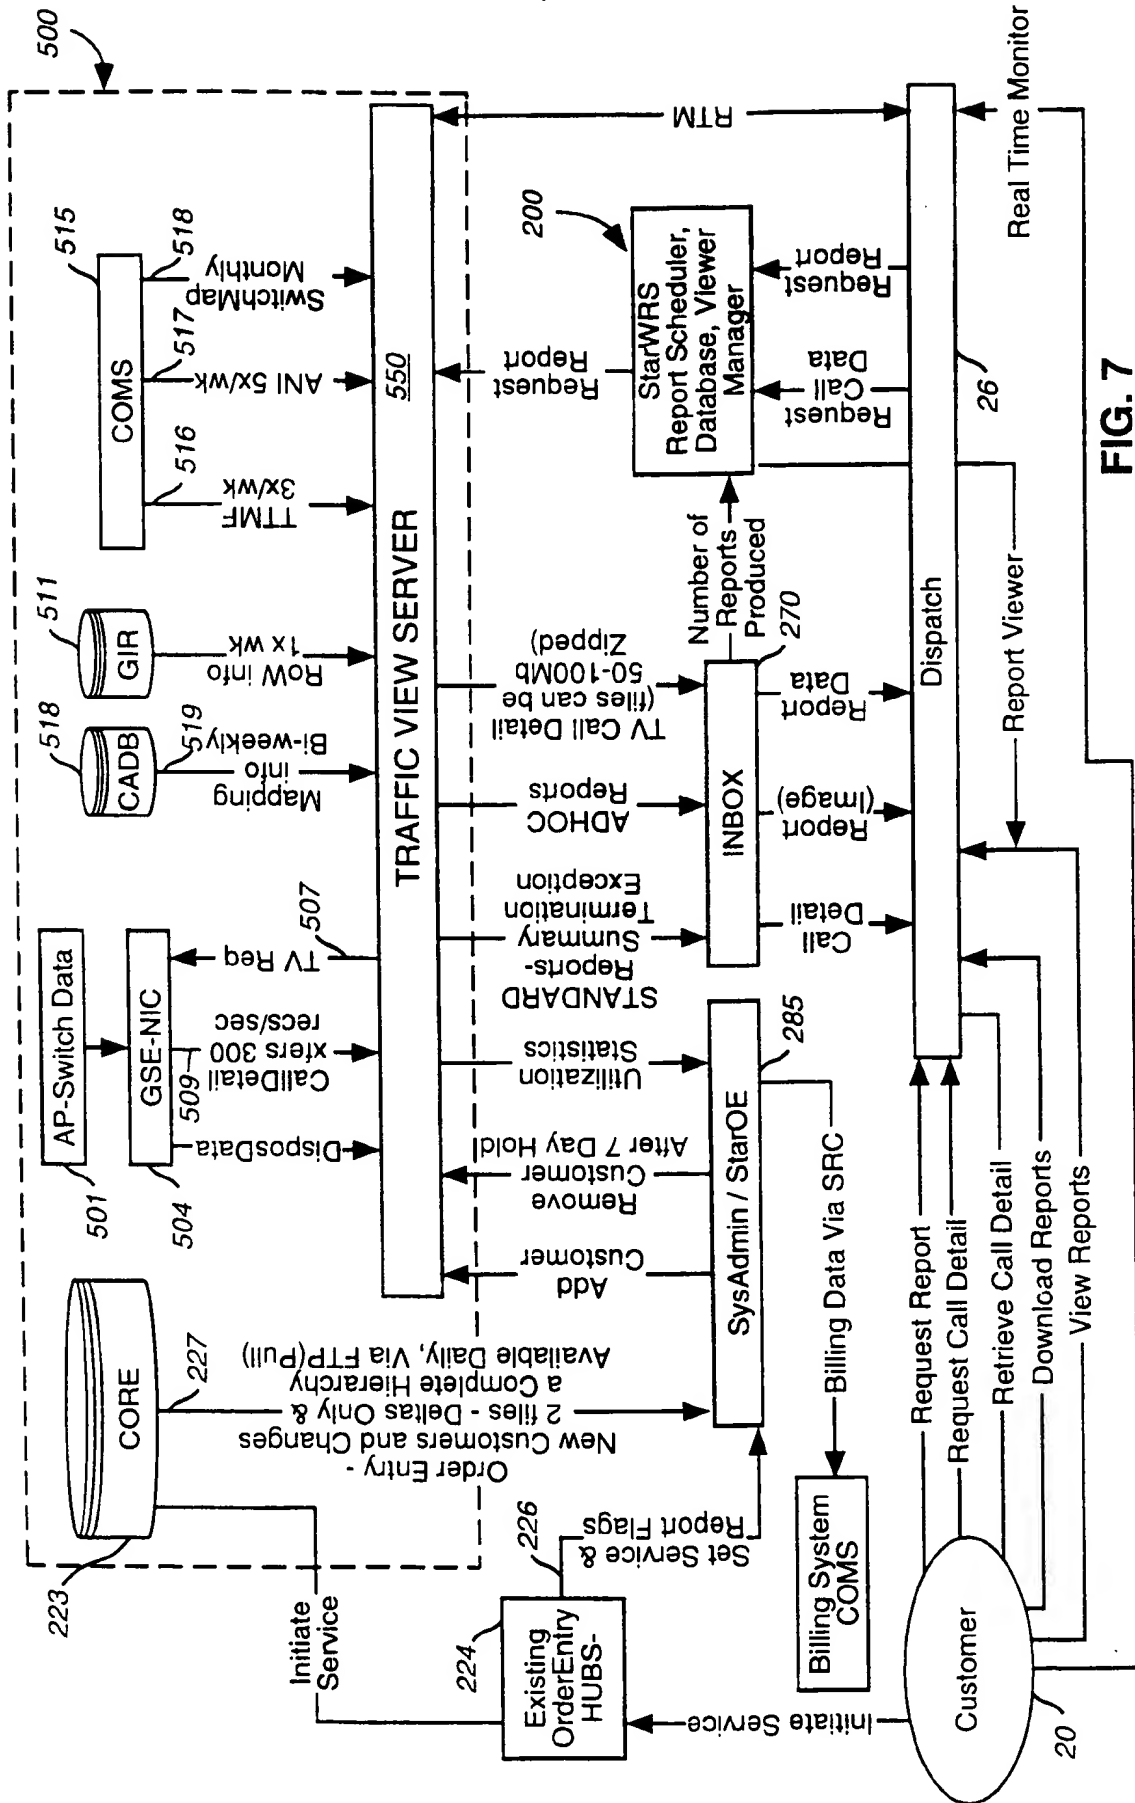 500
CORE
223
227
Order Entry -
New Customers and Changes
2 files - Deltas Only &
a Complete Hierarchy
Available Daily, Via FTP(Pull)
AP-Switch Data
501
GSE-NIC
504
DisposData
509
CallDetail
xfers 300
recs/sec
TV Req
507
CADB
518
519
Mapping
info
Bi-weekly
GIR
511
RoW info
1x wk
COMS
515
516
TTMF
3x/wk
517
ANI 5x/wk
518
SwitchMap
Monthly
TRAFFIC VIEW SERVER
550
Initiate
Service
Existing
OrderEntry
HUBS-
224
226
Set Service &
Report Flags
Add
Customer
Remove
Customer
After 7 Day Hold
Utilization
Statistics
STANDARD
Reports-
Summary
Termination
Exception
ADHOC
Reports
TV Call Detail
(files can be
50-100Mb
Zipped)
Request
Report
RTM
SysAdmin / StarOE
285
INBOX
270
Number of
Reports
Produced
StarWRS
Report Scheduler,
Database, Viewer
Manager
200
Billing Data Via SRC
Billing System
COMS
Call
Detail
Report
(Image)
Report
Data
Request
Call
Data
Request
Report
Dispatch
26
Initiate Service
Customer
20
Request Report
Request Call Detail
Retrieve Call Detail
Download Reports
View Reports
Report Viewer
Real Time Monitor
FIG. 7